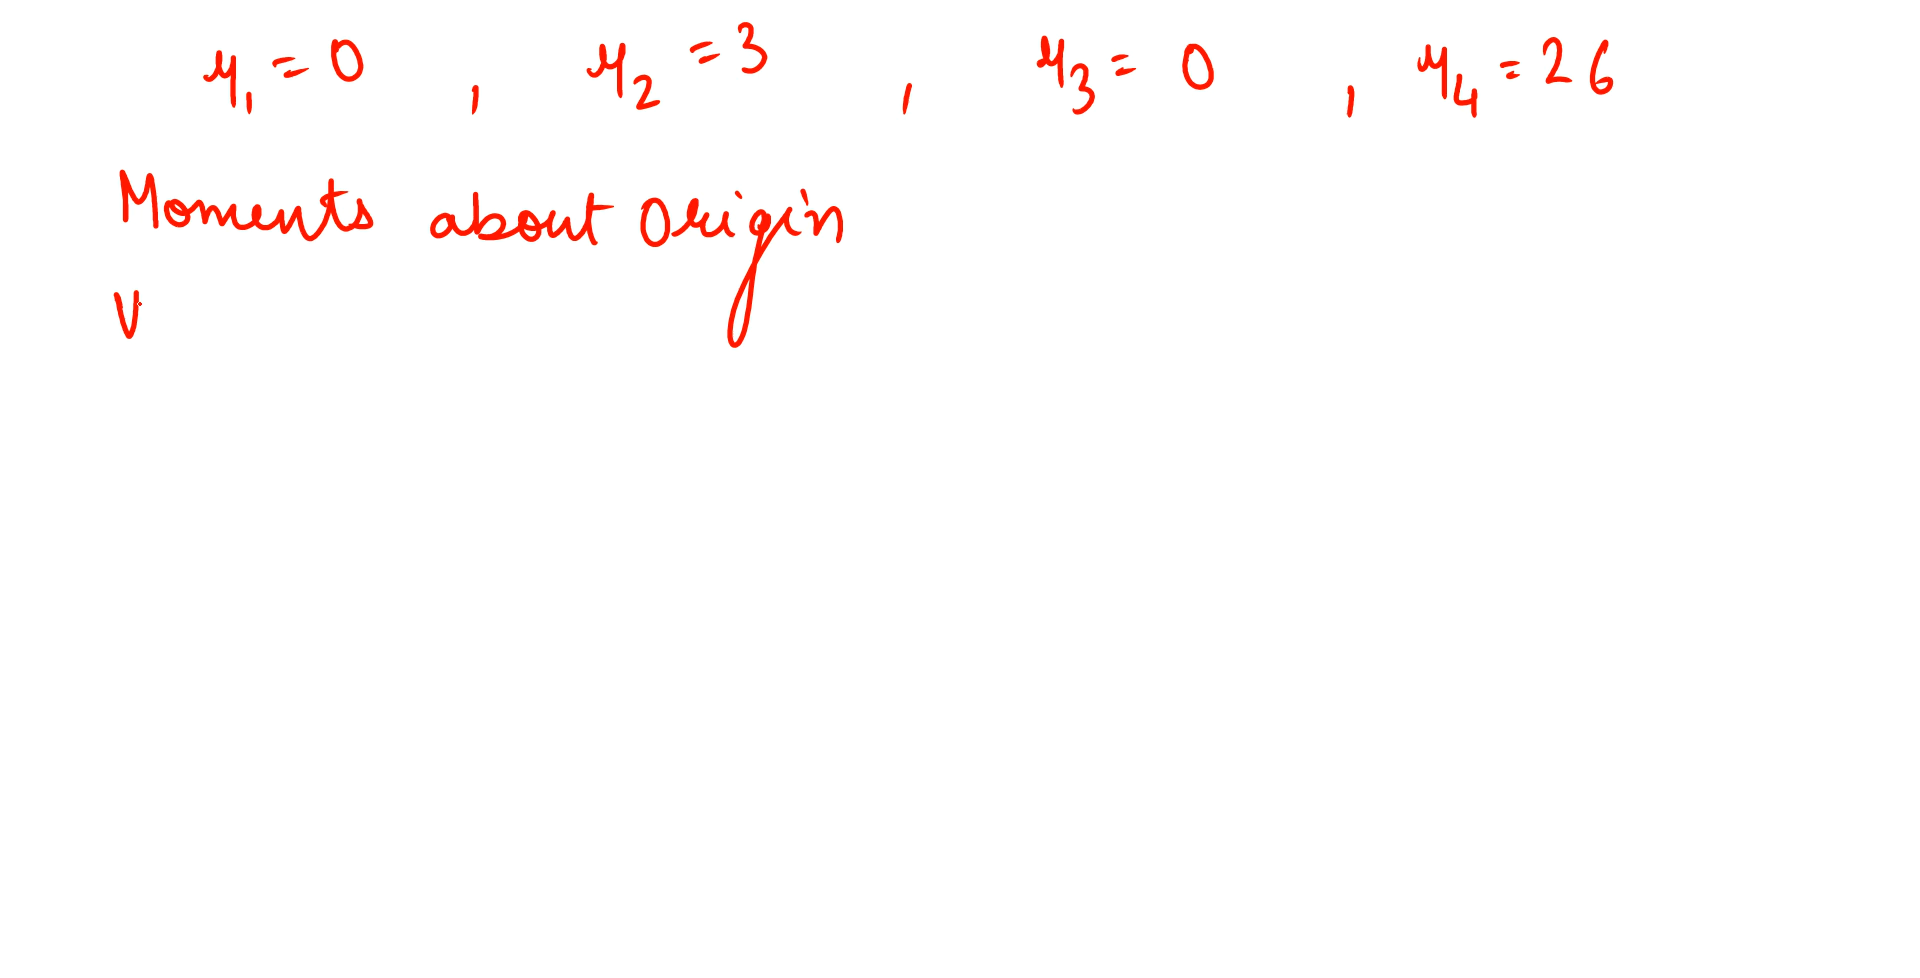 μ₁ = 0 , μ₂ = 3 , μ₃ = 0 , μ₄ = 26
Moments about Origin
V